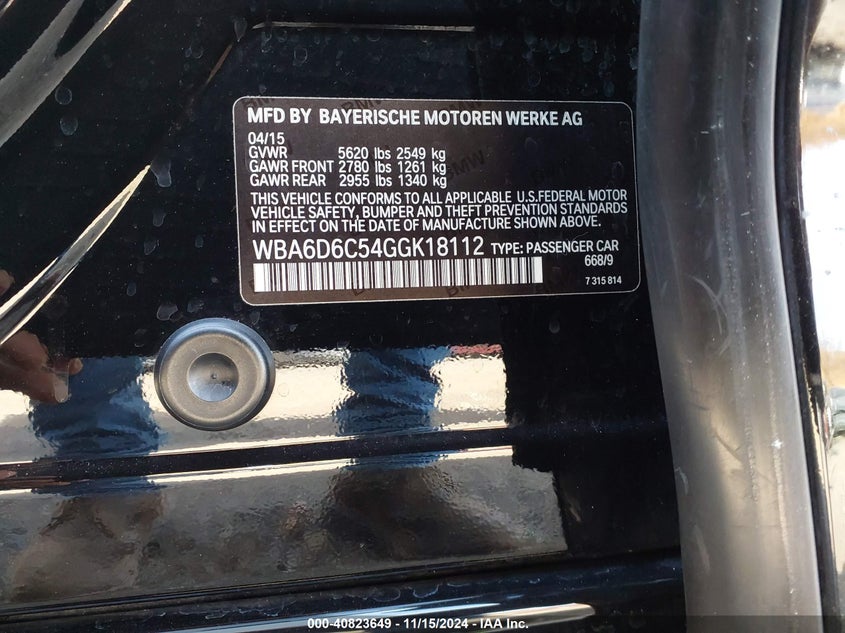 MFD BY BAYERISCHE MOTOREN WERKE AG
04/15
GVWR 5620 lbs 2549 kg
GAWR FRONT 2780 lbs 1261 kg
GAWR REAR 2955 lbs 1340 kg
THIS VEHICLE CONFORMS TO ALL APPLICABLE U.S.FEDERAL MOTOR
VEHICLE SAFETY, BUMPER AND THEFT PREVENTION STANDARDS
IN EFFECT ON THE DATE OF MANUFACTURE SHOWN ABOVE.
WBA6D6C54GGK18112 TYPE: PASSENGER CAR
668/9
7 315 814
000-40823649 - 11/15/2024 - IAA Inc.